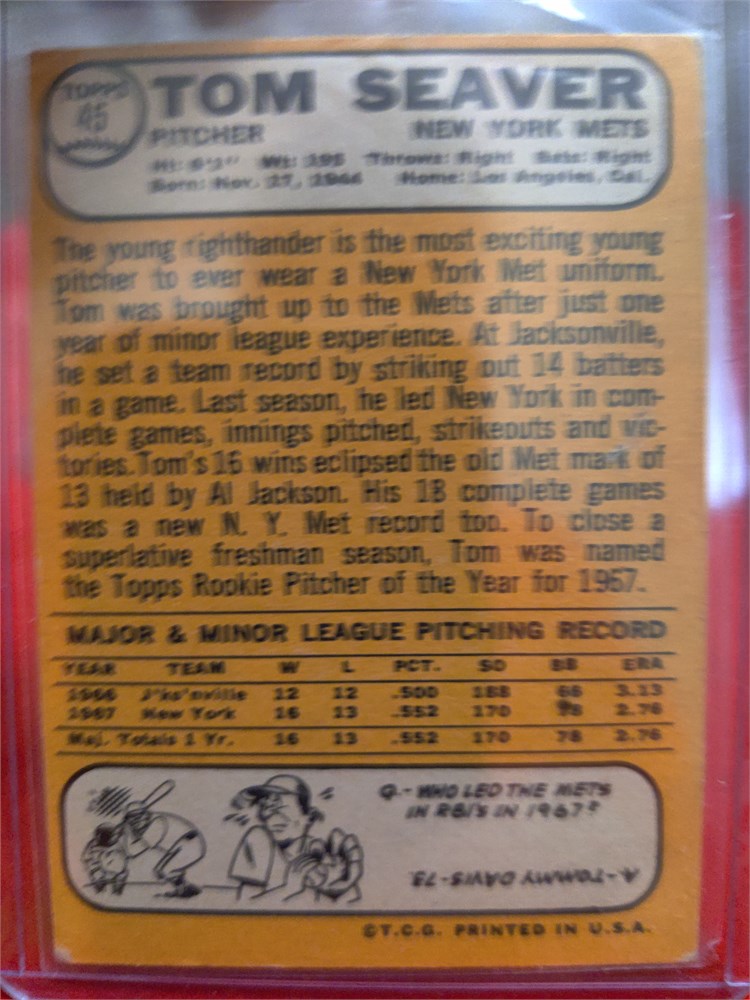 TOPPS
45
TOM SEAVER
PITCHER NEW YORK METS
Ht: 6'1" Wt: 195 Throws: Right Bats: Right
Born: Nov. 17, 1944 Home: Los Angeles, Cal.
The young righthander is the most exciting young
pitcher to ever wear a New York Met uniform.
Tom was brought up to the Mets after just one
year of minor league experience. At Jacksonville,
he set a team record by striking out 14 batters
in a game. Last season, he led New York in com-
plete games, innings pitched, strikeouts and vic-
tories. Tom's 16 wins eclipsed the old Met mark of
13 held by Al Jackson. His 18 complete games
was a new N. Y. Met record too. To close a
superlative freshman season, Tom was named
the Topps Rookie Pitcher of the Year for 1967.
MAJOR & MINOR LEAGUE PITCHING RECORD
YEAR TEAM W L PCT. SO BB ERA
1966 J'ks'nville 12 12 .500 188 66 3.13
1967 New York 16 13 .552 170 78 2.76
Maj. Totals 1 Yr. 16 13 .552 170 78 2.76
Q.- WHO LED THE METS
IN RBI'S IN 1967?
A.-TOMMY DAVIS-73.
©T.C.G. PRINTED IN U.S.A.